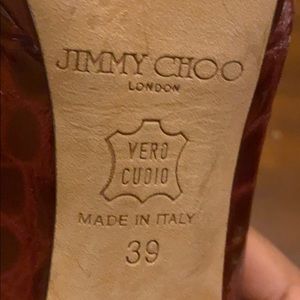 JIMMY CHOO
LONDON
VERO
CUOIO
MADE IN ITALY
39